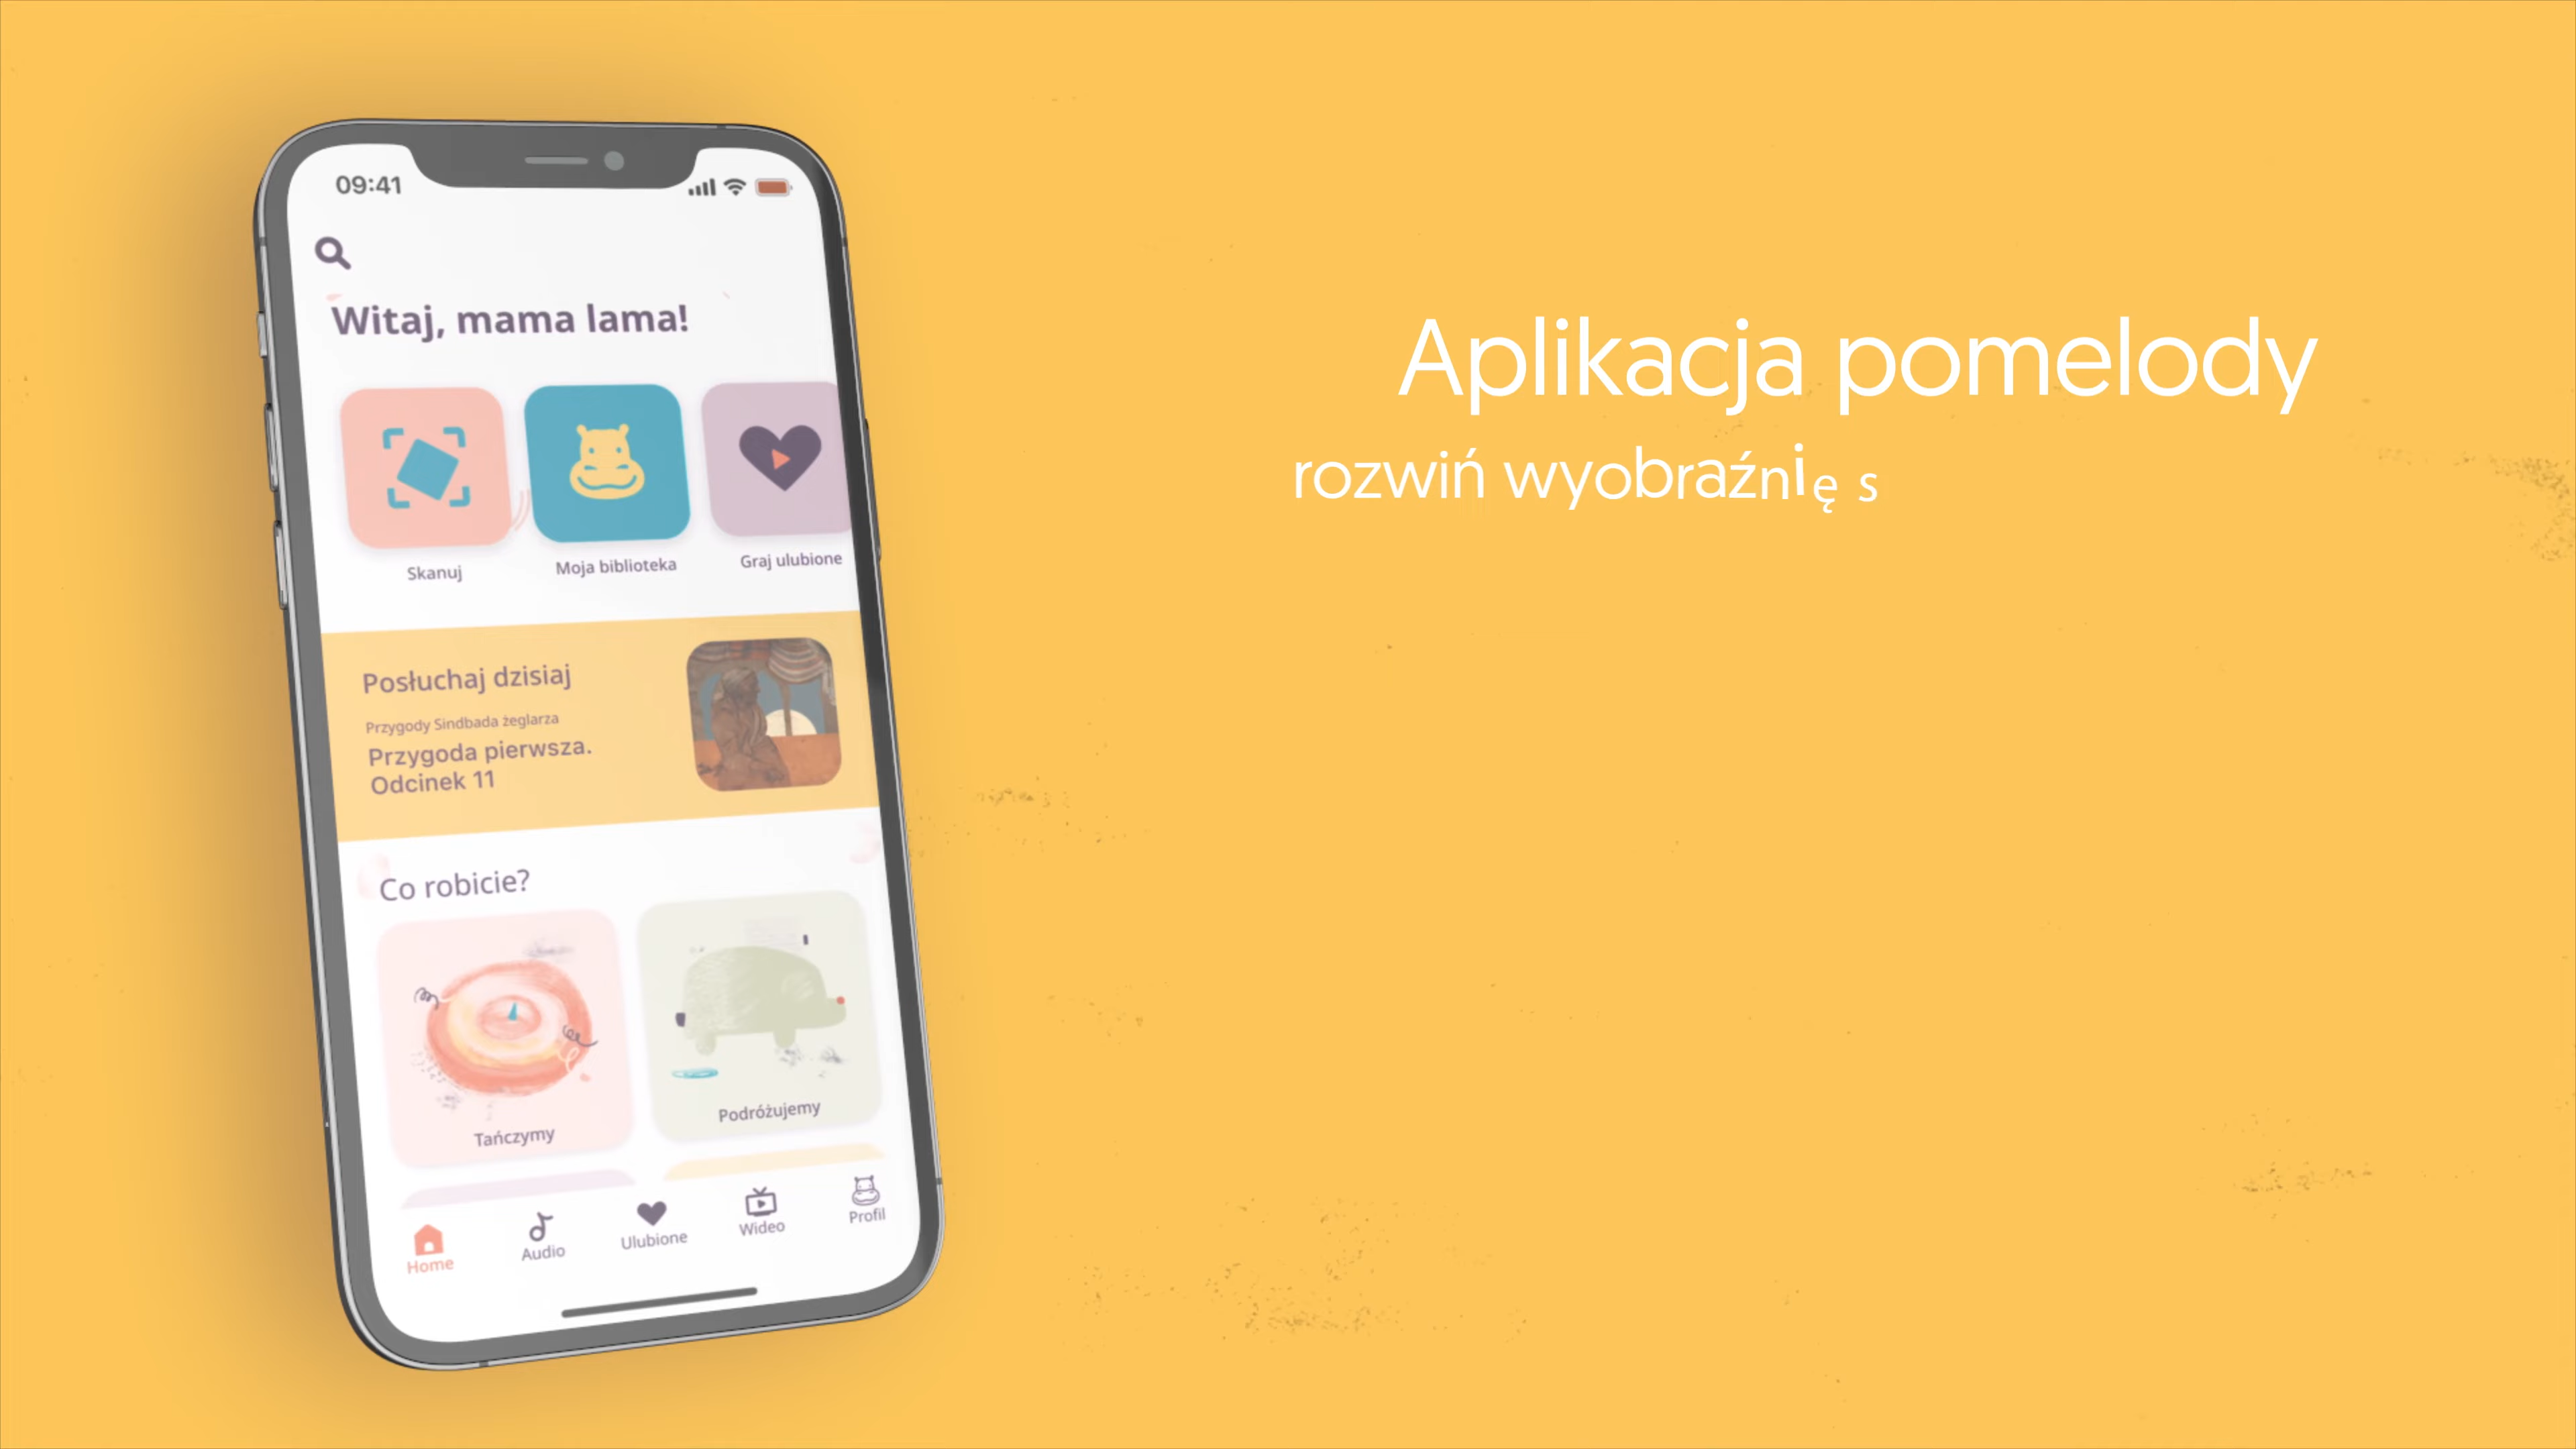 09:41
Witaj, mama lama!
Skanuj
Moja biblioteka
Graj ulubione
Posłuchaj dzisiaj
Przygody Sindbada żeglarza
Przygoda pierwsza.
Odcinek 11
Co robicie?
Tańczymy
Podróżujemy
Home
Audio
Ulubione
Wideo
Profil
Aplikacja pomelody
rozwiń wyobraźnię s